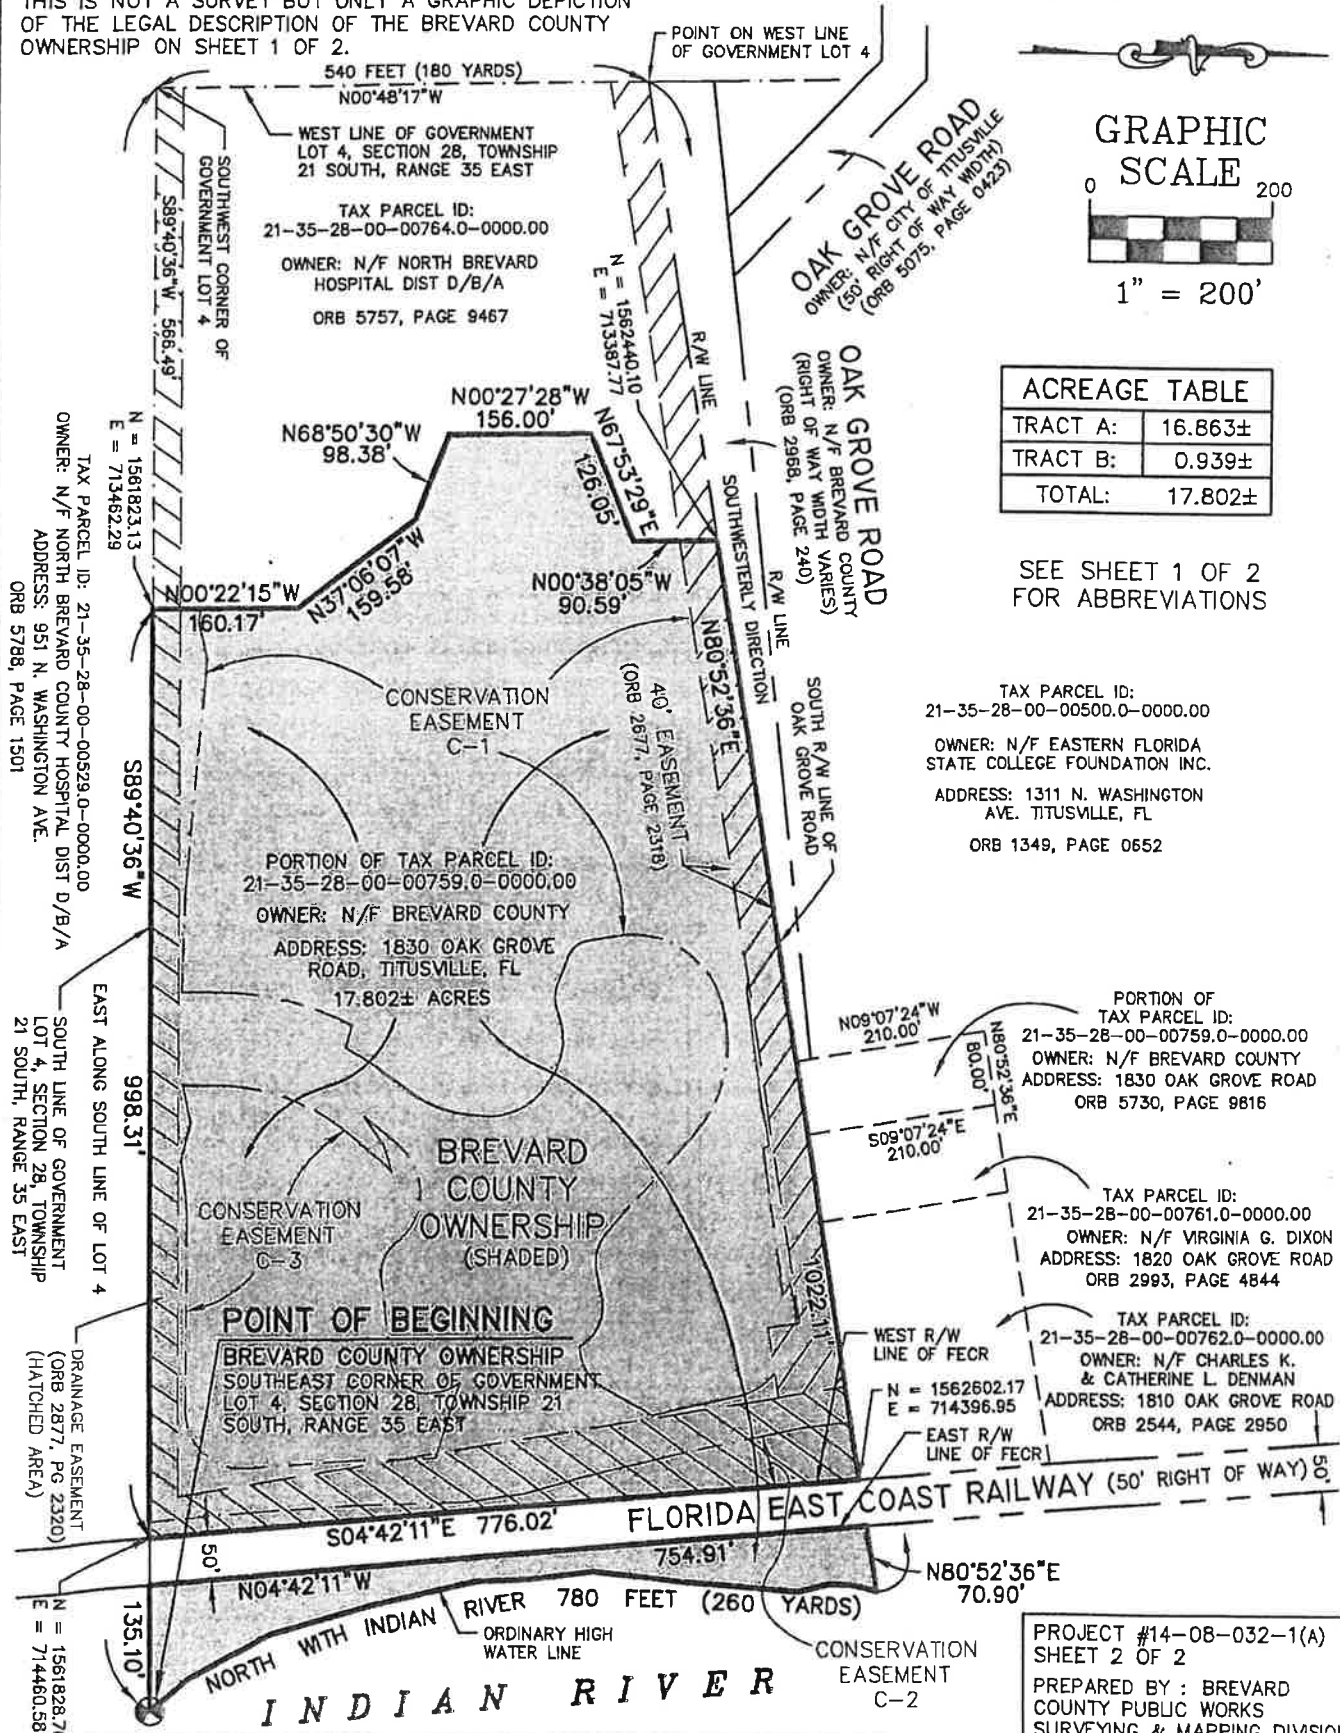 THIS IS NOT A SURVEY BUT ONLY A GRAPHIC DEPICTION
OF THE LEGAL DESCRIPTION OF THE BREVARD COUNTY
OWNERSHIP ON SHEET 1 OF 2.
POINT ON WEST LINE
OF GOVERNMENT LOT 4
540 FEET (180 YARDS)
N00°48'17"W
WEST LINE OF GOVERNMENT
LOT 4, SECTION 28, TOWNSHIP
21 SOUTH, RANGE 35 EAST
SOUTHWEST CORNER OF
GOVERNMENT LOT 4
S89°40'36"W 566.49'
TAX PARCEL ID:
21-35-28-00-00764.0-0000.00
OWNER: N/F NORTH BREVARD
HOSPITAL DIST D/B/A
ORB 5757, PAGE 9467
N = 1562440.10
E = 713387.77
R/W LINE
OAK GROVE ROAD
OWNER: N/F CITY OF TITUSVILLE
(50' RIGHT OF WAY WIDTH)
(ORB 5075, PAGE 0423)
GRAPHIC
SCALE
0 200
1" = 200'
OAK GROVE ROAD
OWNER: N/F BREVARD COUNTY
(RIGHT OF WAY WIDTH VARIES)
(ORB 2968, PAGE 240)
ACREAGE TABLE
TRACT A: 16.863±
TRACT B: 0.939±
TOTAL: 17.802±
SEE SHEET 1 OF 2
FOR ABBREVIATIONS
N00°27'28"W
156.00'
N68°50'30"W
98.38'
N67°53'29"E
126.05'
N37°06'07"W
159.58'
N00°38'05"W
90.59'
N00°22'15"W
160.17'
N = 1561823.13
E = 713462.29
TAX PARCEL ID: 21-35-28-00-00529.0-0000.00
OWNER: N/F NORTH BREVARD COUNTY HOSPITAL DIST D/B/A
ADDRESS: 951 N. WASHINGTON AVE.
ORB 5788, PAGE 1501
SOUTHWESTERLY DIRECTION
R/W LINE
N80°52'36"E
SOUTH R/W LINE OF
OAK GROVE ROAD
CONSERVATION
EASEMENT
C-1
40' EASEMENT
(ORB 2677, PAGE 2318)
TAX PARCEL ID:
21-35-28-00-00500.0-0000.00
OWNER: N/F EASTERN FLORIDA
STATE COLLEGE FOUNDATION INC.
ADDRESS: 1311 N. WASHINGTON
AVE. TITUSVILLE, FL
ORB 1349, PAGE 0652
S89°40'36"W
998.31'
PORTION OF TAX PARCEL ID:
21-35-28-00-00759.0-0000.00
OWNER: N/F BREVARD COUNTY
ADDRESS: 1830 OAK GROVE
ROAD, TITUSVILLE, FL
17.802± ACRES
EAST ALONG SOUTH LINE OF LOT 4
SOUTH LINE OF GOVERNMENT
LOT 4, SECTION 28, TOWNSHIP
21 SOUTH, RANGE 35 EAST
N09°07'24"W
210.00'
N80°52'36"E
80.00'
S09°07'24"E
210.00'
PORTION OF
TAX PARCEL ID:
21-35-28-00-00759.0-0000.00
OWNER: N/F BREVARD COUNTY
ADDRESS: 1830 OAK GROVE ROAD
ORB 5730, PAGE 9816
BREVARD
COUNTY
OWNERSHIP
(SHADED)
CONSERVATION
EASEMENT
C-3
1022.11'
TAX PARCEL ID:
21-35-28-00-00761.0-0000.00
OWNER: N/F VIRGINIA G. DIXON
ADDRESS: 1820 OAK GROVE ROAD
ORB 2993, PAGE 4844
POINT OF BEGINNING
BREVARD COUNTY OWNERSHIP
SOUTHEAST CORNER OF GOVERNMENT
LOT 4, SECTION 28, TOWNSHIP 21
SOUTH, RANGE 35 EAST
WEST R/W
LINE OF FECR
N = 1562602.17
E = 714396.95
EAST R/W
LINE OF FECR
TAX PARCEL ID:
21-35-28-00-00762.0-0000.00
OWNER: N/F CHARLES K.
& CATHERINE L. DENMAN
ADDRESS: 1810 OAK GROVE ROAD
ORB 2544, PAGE 2950
DRAINAGE EASEMENT
(ORB 2877, PG 2320)
(HATCHED AREA)
S04°42'11"E 776.02'
FLORIDA EAST COAST RAILWAY (50' RIGHT OF WAY)
50'
50'
754.91'
N04°42'11"W
N80°52'36"E
70.90'
135.10'
NORTH WITH INDIAN RIVER 780 FEET (260 YARDS)
ORDINARY HIGH
WATER LINE
E = 714460.58
CONSERVATION
EASEMENT
C-2
INDIAN RIVER
PROJECT #14-08-032-1(A)
SHEET 2 OF 2
PREPARED BY : BREVARD
COUNTY PUBLIC WORKS
SURVEYING & MAPPING DIVISION